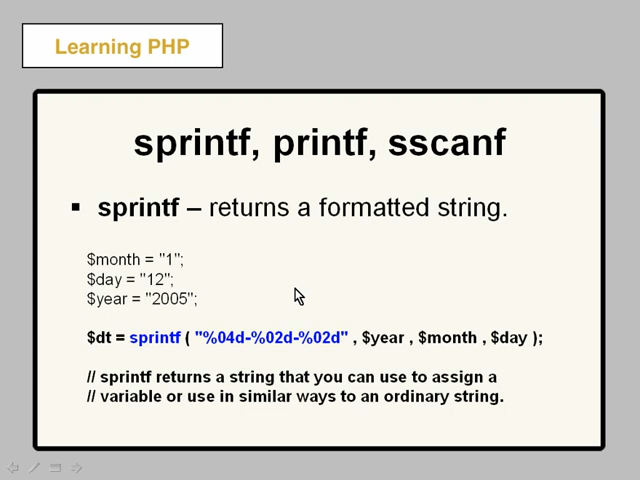 Learning PHP
sprintf, printf, sscanf
▪ sprintf – returns a formatted string.
$month = "1";
$day = "12";
$year = "2005";
$dt = sprintf ( "%04d-%02d-%02d" , $year , $month , $day );
// sprintf returns a string that you can use to assign a
// variable or use in similar ways to an ordinary string.